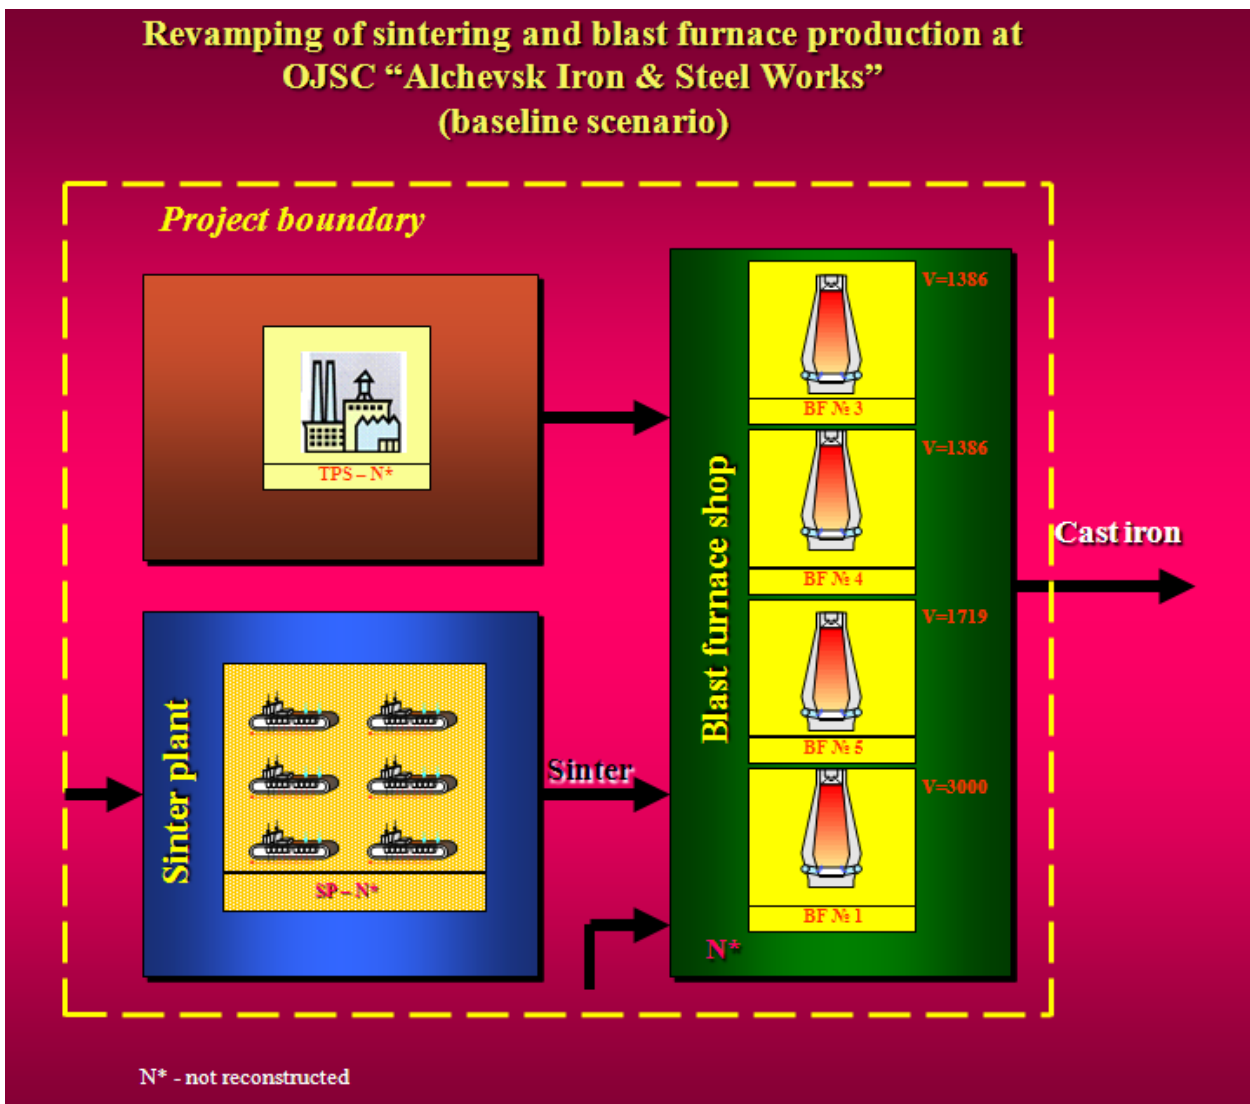 Revamping of sintering and blast furnace production at
OJSC “Alchevsk Iron & Steel Works”
(baseline scenario)
Project boundary
TPS – N*
Sinter plant
SP – N*
Sinter
Blast furnace shop
V=1386
BF № 3
V=1386
BF № 4
V=1719
BF № 5
V=3000
BF № 1
N*
Cast iron
N* - not reconstructed